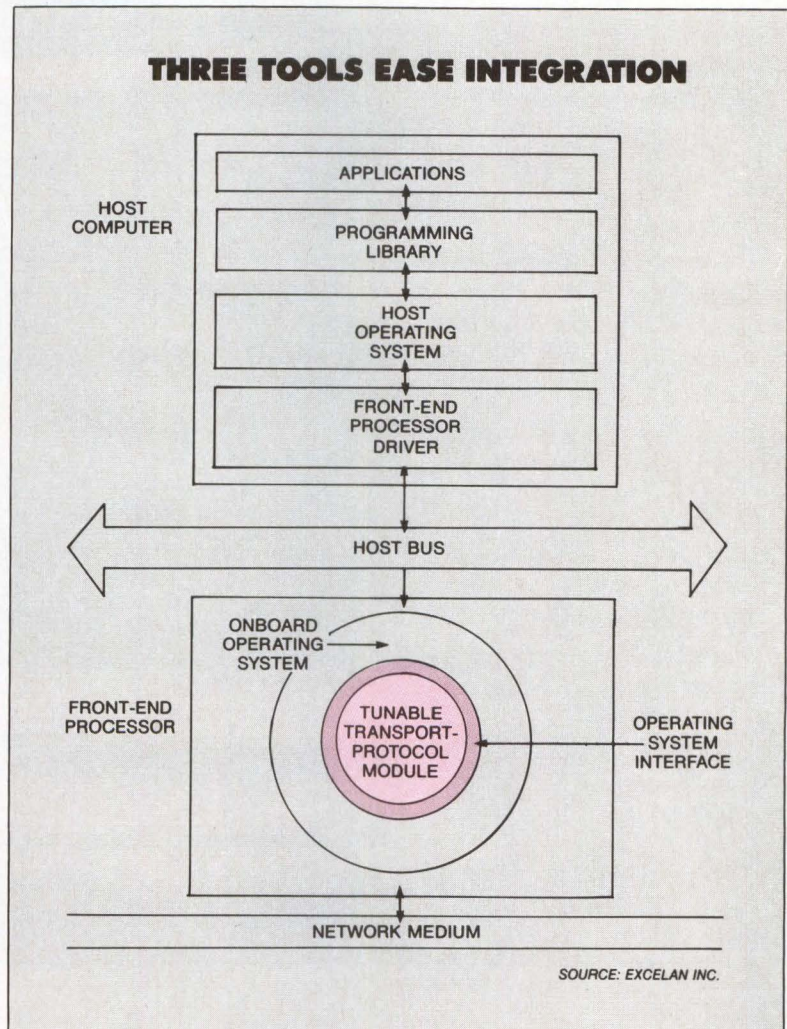 THREE TOOLS EASE INTEGRATION
HOST
COMPUTER
APPLICATIONS
PROGRAMMING
LIBRARY
HOST
OPERATING
SYSTEM
FRONT-END
PROCESSOR
DRIVER
HOST BUS
ONBOARD
OPERATING
SYSTEM
FRONT-END
PROCESSOR
TUNABLE
TRANSPORT-
PROTOCOL
MODULE
OPERATING
SYSTEM
INTERFACE
NETWORK MEDIUM
SOURCE: EXCELAN INC.